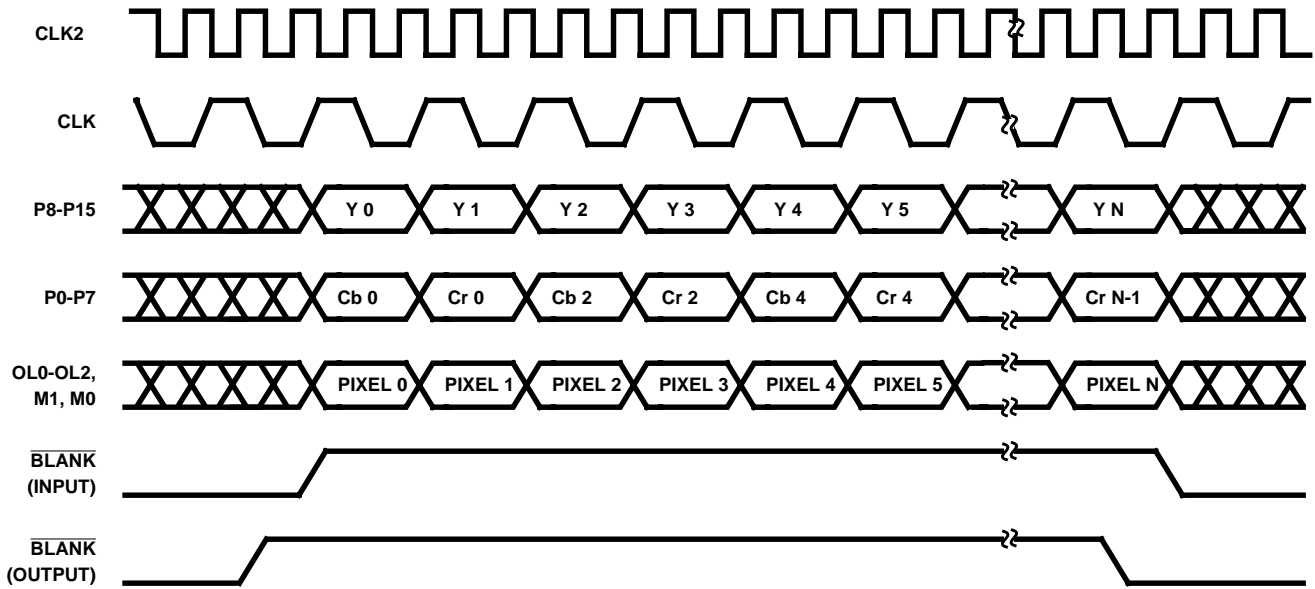 CLK2
CLK
P8-P15
Y 0 Y 1 Y 2 Y 3 Y 4 Y 5 Y N
P0-P7
Cb 0 Cr 0 Cb 2 Cr 2 Cb 4 Cr 4 Cr N-1
OL0-OL2,
M1, M0
PIXEL 0 PIXEL 1 PIXEL 2 PIXEL 3 PIXEL 4 PIXEL 5 PIXEL N
BLANK
(INPUT)
BLANK
(OUTPUT)